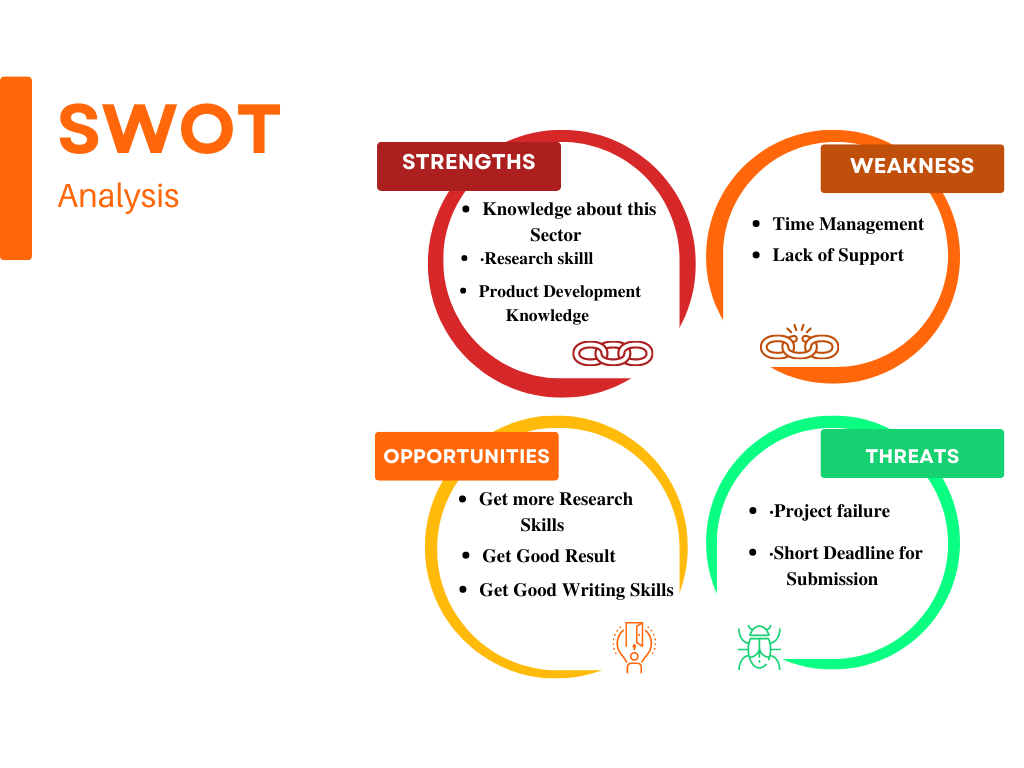 SWOT
Analysis
STRENGTHS
• Knowledge about this
Sector
• ·Research skilll
• Product Development
Knowledge
WEAKNESS
• Time Management
• Lack of Support
OPPORTUNITIES
• Get more Research
Skills
• Get Good Result
• Get Good Writing Skills
THREATS
• ·Project failure
• ·Short Deadline for
Submission